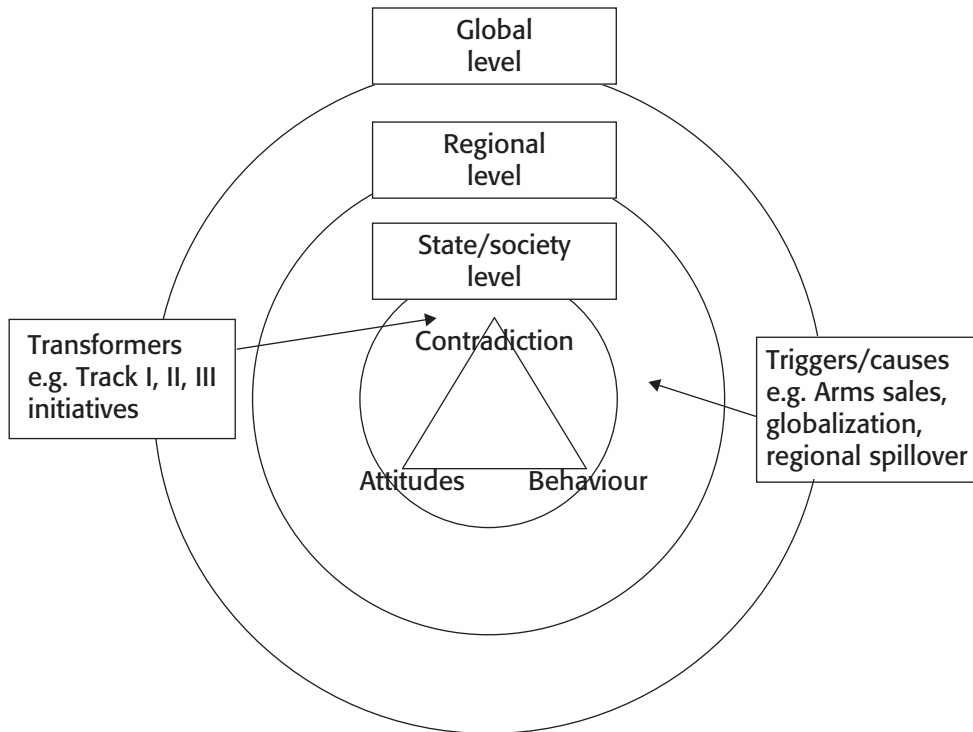 Global
level
Regional
level
State/society
level
Transformers
e.g. Track I, II, III
initiatives
Contradiction
Triggers/causes
e.g. Arms sales,
globalization,
regional spillover
Attitudes
Behaviour